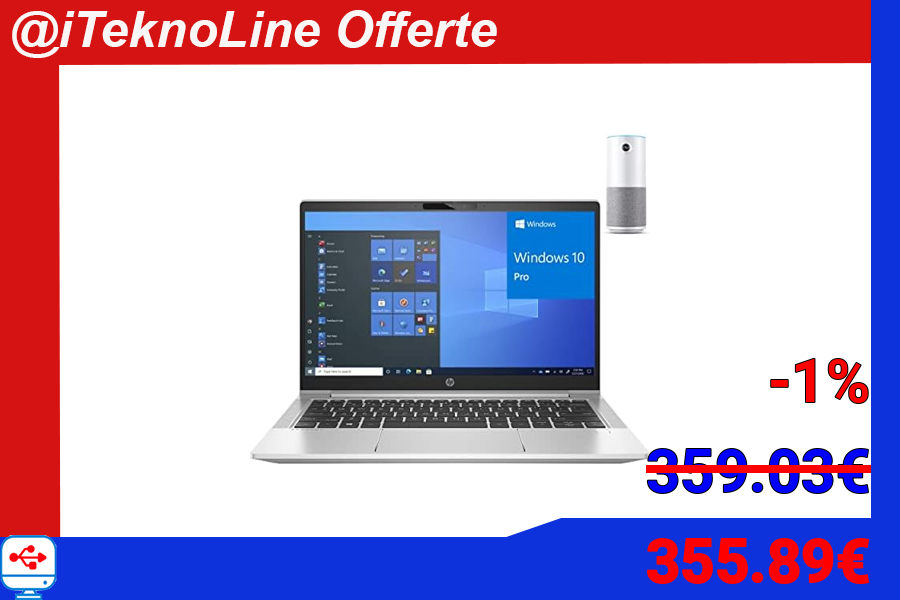 @iTeknoLine Offerte
Windows
Windows 10
Pro
-1%
359.03€
355.89€